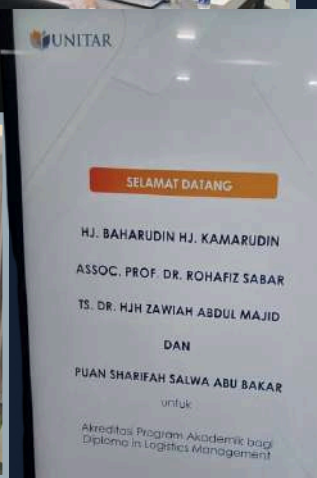 UNITAR
SELAMAT DATANG
HJ. BAHARUDIN HJ. KAMARUDIN
ASSOC. PROF. DR. ROHAFIZ SABAR
TS. DR. HJH ZAWIAH ABDUL MAJID
DAN
PUAN SHARIFAH SALWA ABU BAKAR
untuk
Akreditasi Program Akademik bagi
Diploma in Logistics Management